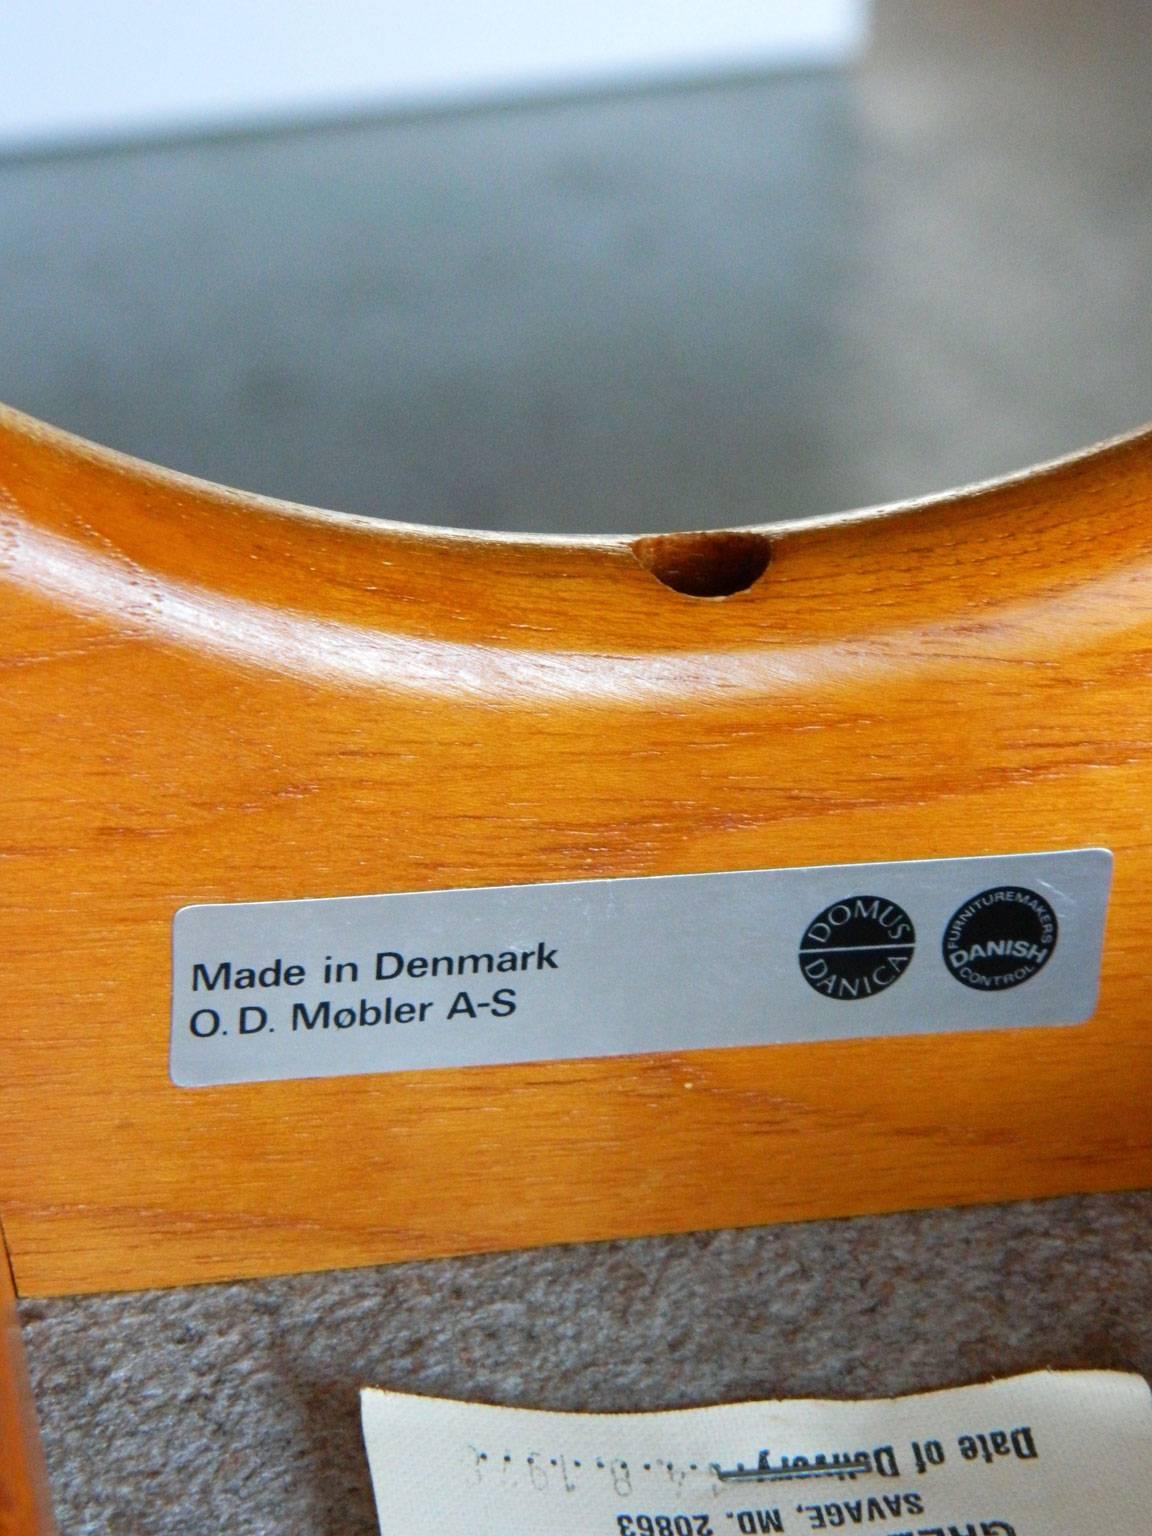 Made in Denmark
O. D. Møbler A-S
DOMUS
DANICA
FURNITUREMAKERS
DANISH
CONTROL
SAVAGE, MD. 20863
Date of Delivery: